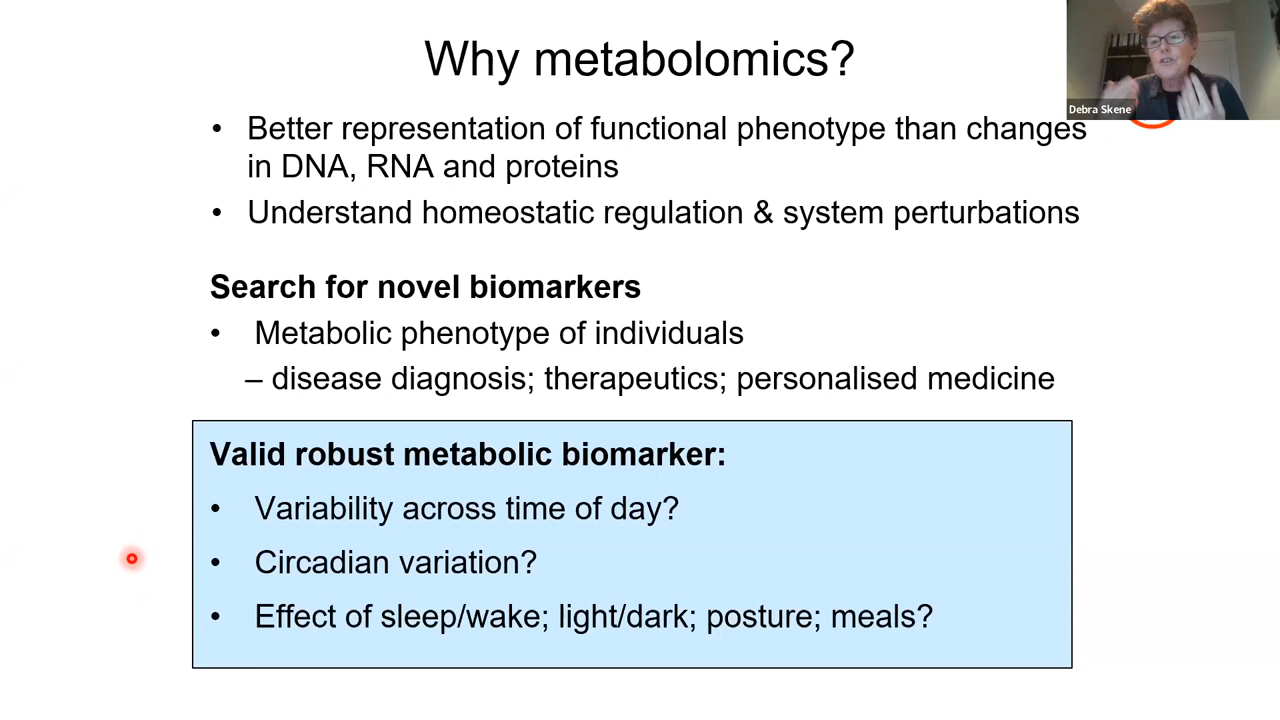 Why metabolomics?
Debra Skene
• Better representation of functional phenotype than changes
in DNA, RNA and proteins
• Understand homeostatic regulation & system perturbations
Search for novel biomarkers
• Metabolic phenotype of individuals
– disease diagnosis; therapeutics; personalised medicine
Valid robust metabolic biomarker:
• Variability across time of day?
• Circadian variation?
• Effect of sleep/wake; light/dark; posture; meals?